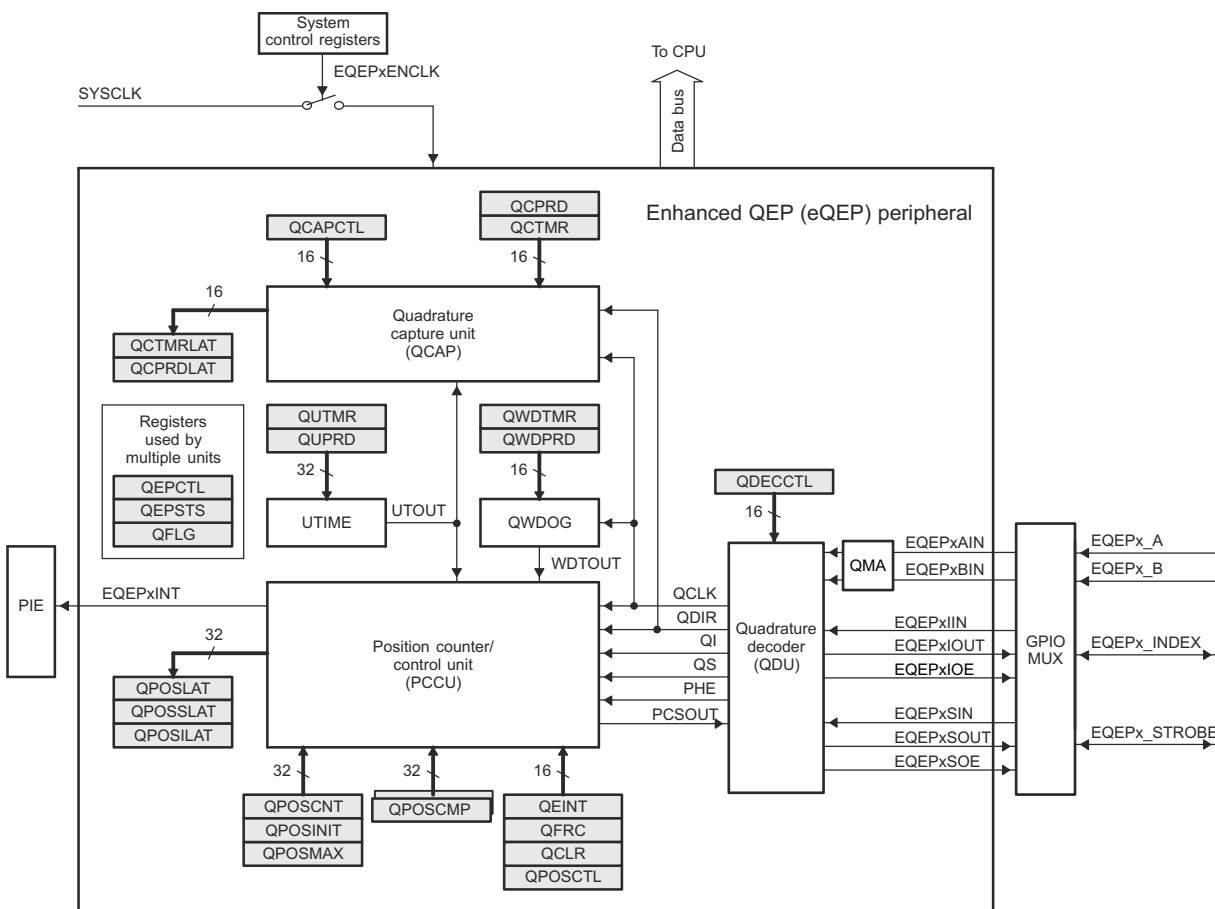 System
control registers
To CPU
EQEPxENCLK
SYSCLK
Data bus
Enhanced QEP (eQEP) peripheral
QCAPCTL
QCPRD
QCTMR
16
16
16
Quadrature
capture unit
(QCAP)
QCTMRLAT
QCPRDLAT
Registers
used by
multiple units
QEPCTL
QEPSTS
QFLG
QUTMR
QUPRD
32
QWDTMR
QWDPRD
16
UTIME
UTOUT
QWDOG
WDTOUT
QDECCTL
16
PIE
EQEPxINT
Position counter/
control unit
(PCCU)
32
QPOSLAT
QPOSSLAT
QPOSILAT
QCLK
QDIR
QI
QS
PHE
PCSOUT
Quadrature
decoder
(QDU)
QMA
EQEPxAIN
EQEPxBIN
EQEPxIIN
EQEPxIOUT
EQEPxIOE
EQEPxSIN
EQEPxSOUT
EQEPxSOE
GPIO
MUX
EQEPx_A
EQEPx_B
EQEPx_INDEX
EQEPx_STROBE
32
32
16
QPOSCNT
QPOSINIT
QPOSMAX
QPOSCMP
QEINT
QFRC
QCLR
QPOSCTL